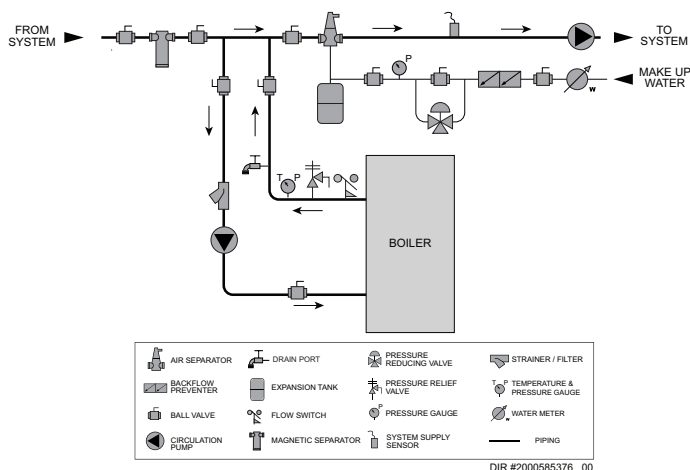 FROM
SYSTEM
TO
SYSTEM
P
MAKE UP
WATER
W
T
P
BOILER
AIR SEPARATOR
DRAIN PORT
PRESSURE
REDUCING VALVE
STRAINER / FILTER
BACKFLOW
PREVENTER
EXPANSION TANK
PRESSURE RELIEF
VALVE
T
P
TEMPERATURE &
PRESSURE GAUGE
BALL VALVE
FLOW SWITCH
P
PRESSURE GAUGE
W
WATER METER
CIRCULATION
PUMP
MAGNETIC SEPARATOR
SYSTEM SUPPLY
SENSOR
PIPING
DIR #2000585376_00